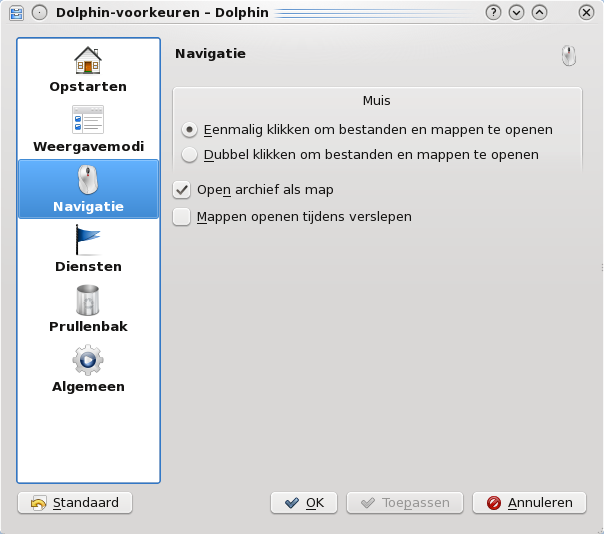 Dolphin-voorkeuren – Dolphin
Opstarten
Weergavemodi
Navigatie
Diensten
Prullenbak
Algemeen
Navigatie
Muis
Eenmalig klikken om bestanden en mappen te openen
Dubbel klikken om bestanden en mappen te openen
Open archief als map
Mappen openen tijdens verslepen
Standaard
OK
Toepassen
Annuleren